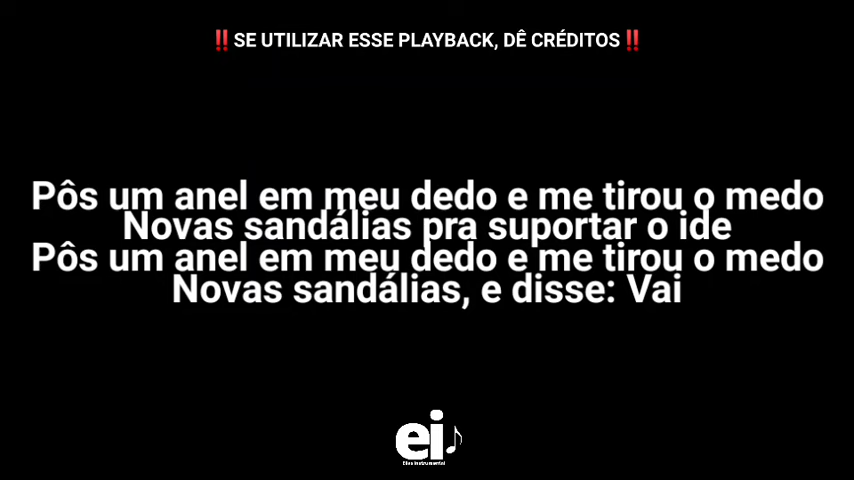 ‼️SE UTILIZAR ESSE PLAYBACK, DÊ CRÉDITOS‼️
Pôs um anel em meu dedo e me tirou o medo
Novas sandálias pra suportar o ide
Pôs um anel em meu dedo e me tirou o medo
Novas sandálias, e disse: Vai
ei